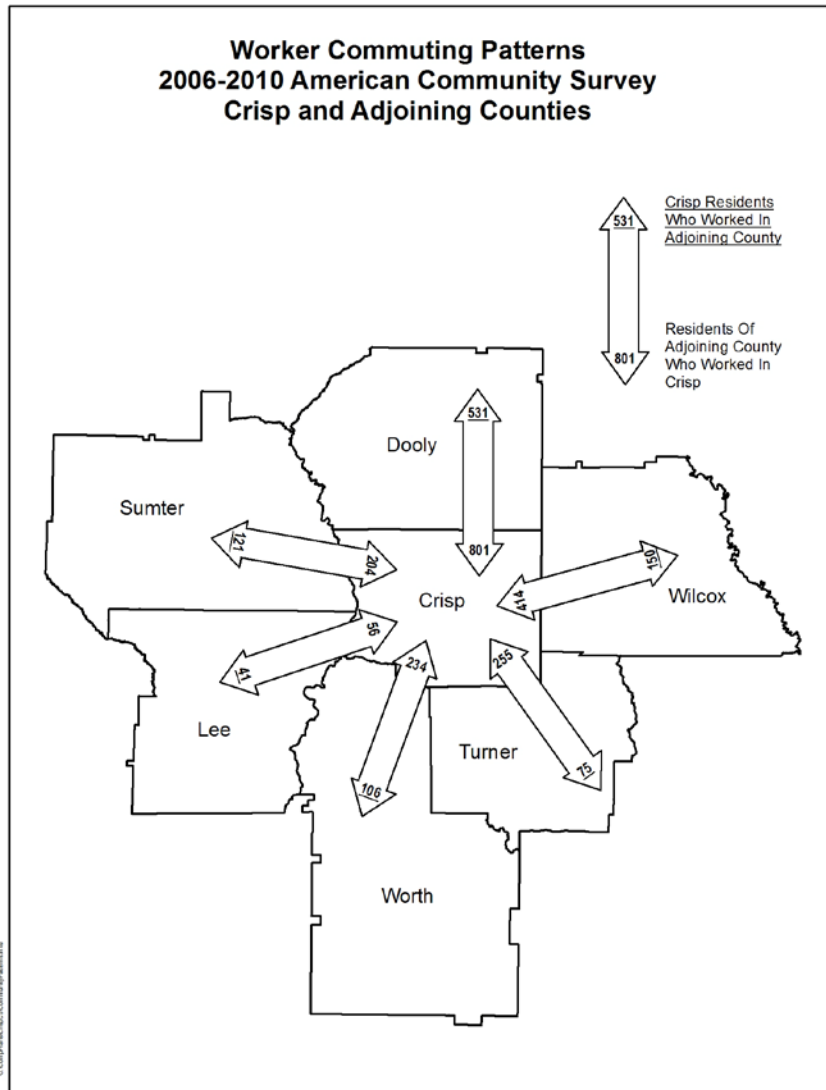 Worker Commuting Patterns
2006-2010 American Community Survey
Crisp and Adjoining Counties
531
Crisp Residents
Who Worked In
Adjoining County
801
Residents Of
Adjoining County
Who Worked In
Crisp
Dooly
531
801
Sumter
121
204
Crisp
414
150
Wilcox
56
41
Lee
234
106
255
75
Turner
Worth